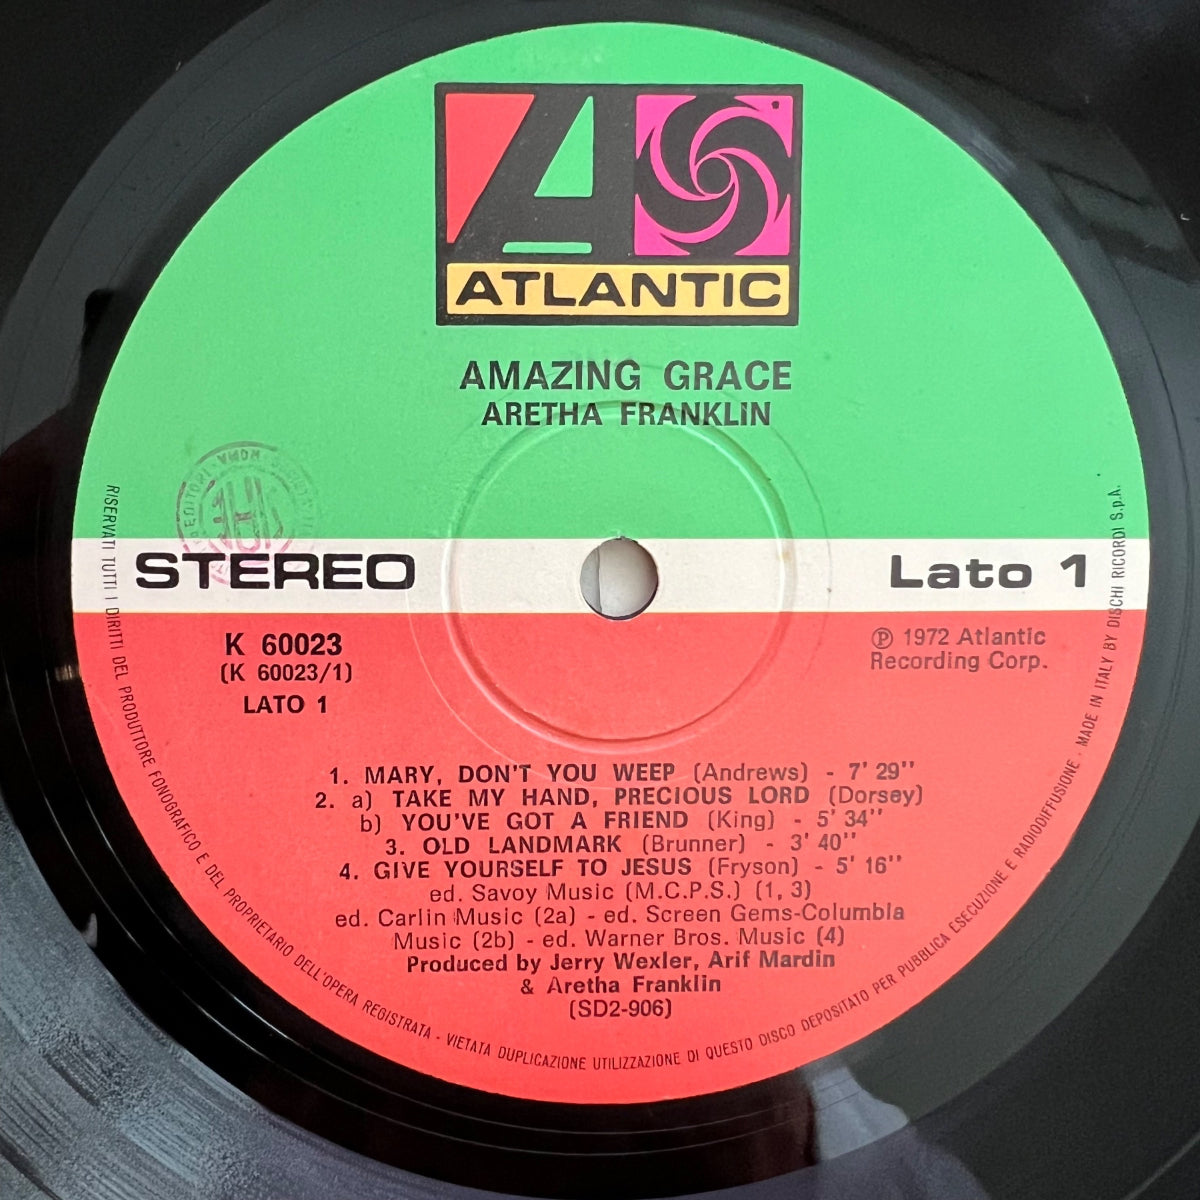 ATLANTIC
AMAZING GRACE
ARETHA FRANKLIN
EDITORI · ROMA ·
STEREO
Lato 1
K 60023
(K 60023/1)
LATO 1
℗ 1972 Atlantic
Recording Corp.
1. MARY, DON'T YOU WEEP (Andrews) - 7' 29''
2. a) TAKE MY HAND, PRECIOUS LORD (Dorsey)
b) YOU'VE GOT A FRIEND (King) - 5' 34''
3. OLD LANDMARK (Brunner) - 3' 40''
4. GIVE YOURSELF TO JESUS (Fryson) - 5' 16''
ed. Savoy Music (M.C.P.S.) (1, 3)
ed. Carlin Music (2a) - ed. Screen Gems-Columbia
Music (2b) - ed. Warner Bros. Music (4)
Produced by Jerry Wexler, Arif Mardin
& Aretha Franklin
(SD2-906)
RISERVATI TUTTI I DIRITTI DEL PRODUTTORE FONOGRAFICO E DEL PROPRIETARIO DELL'OPERA REGISTRATA - VIETATA DUPLICAZIONE UTILIZZAZIONE DI QUESTO DISCO DEPOSITATO PER PUBBLICA ESECUZIONE E RADIODIFFUSIONE · MADE IN ITALY BY DISCHI RICORDI S.p.A.